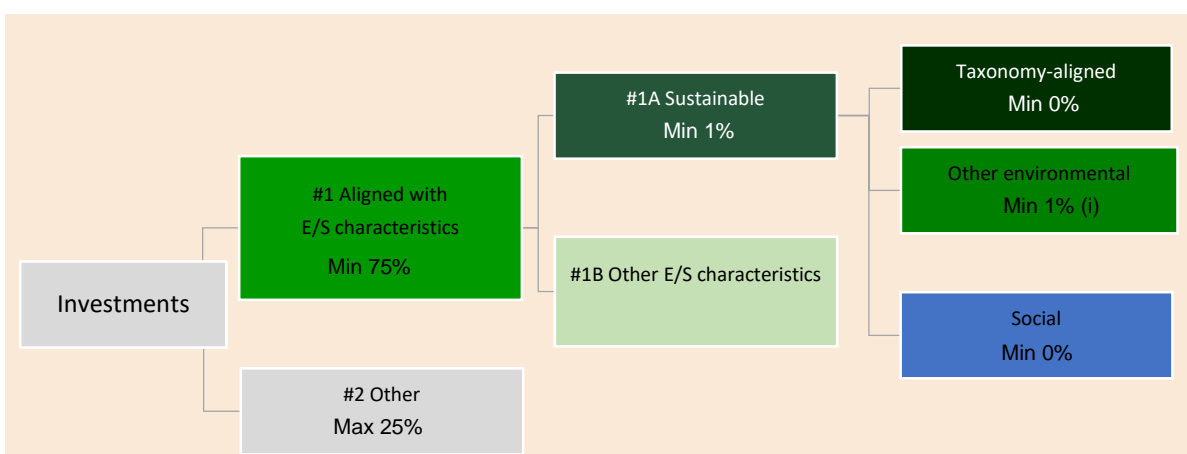 Investments
#1 Aligned with
E/S characteristics
Min 75%
#2 Other
Max 25%
#1A Sustainable
Min 1%
#1B Other E/S characteristics
Taxonomy-aligned
Min 0%
Other environmental
Min 1% (i)
Social
Min 0%